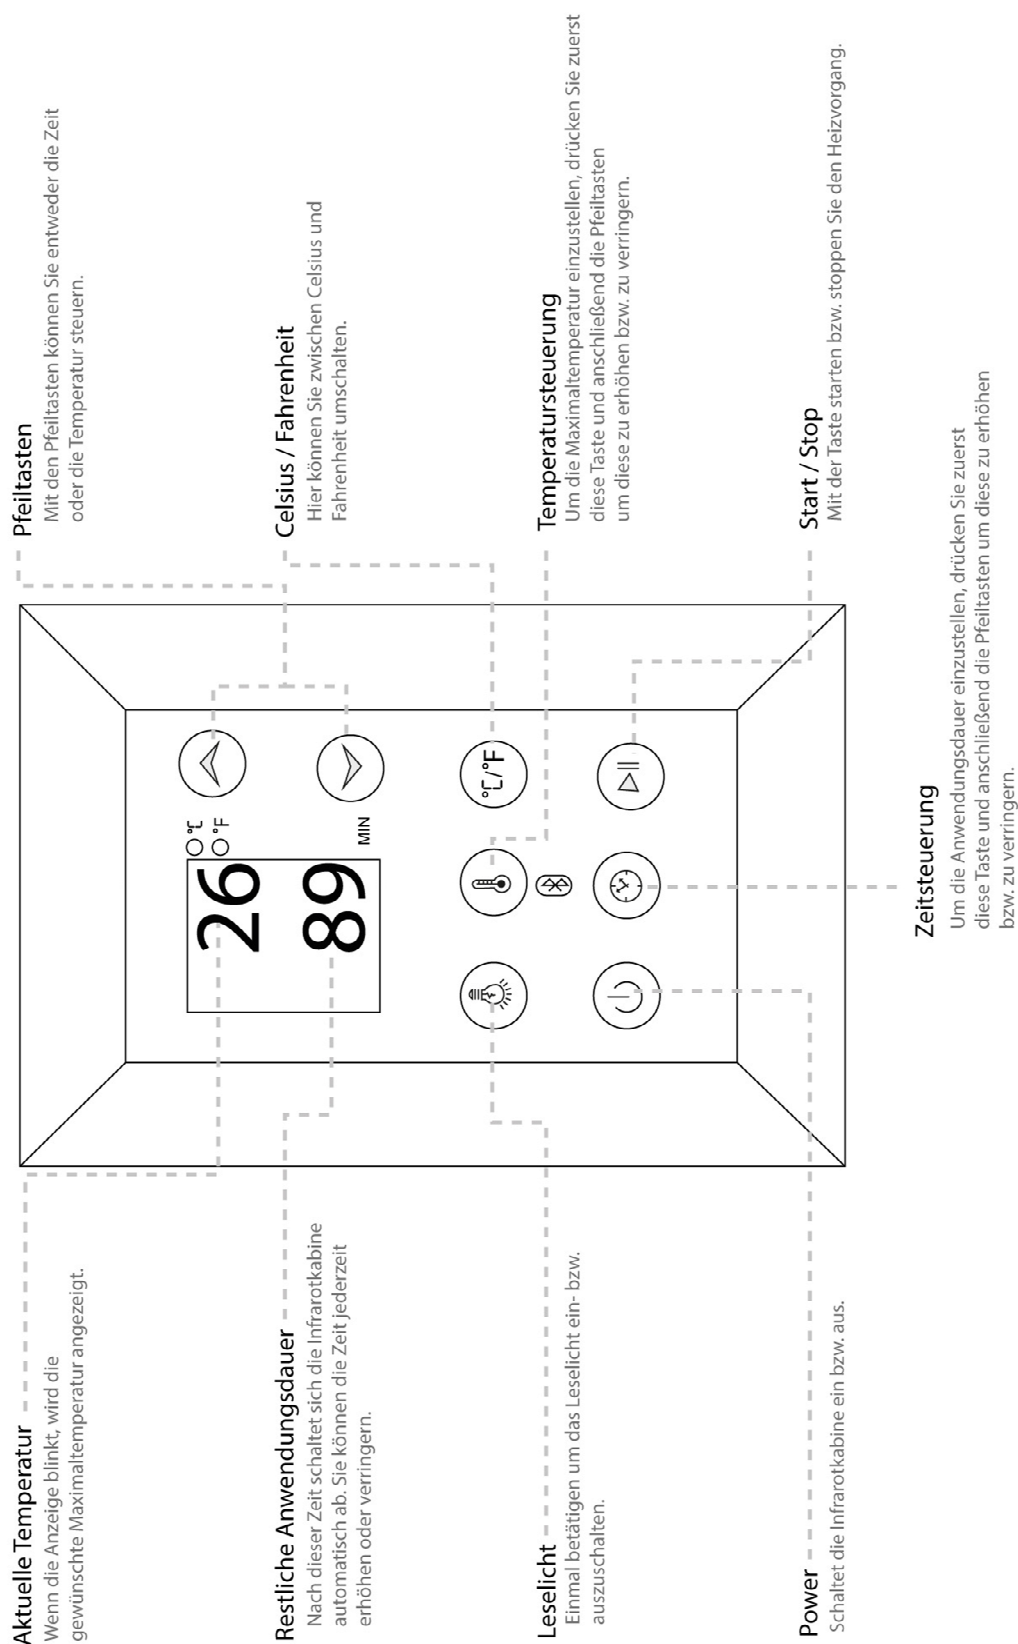 Aktuelle Temperatur
Wenn die Anzeige blinkt, wird die
gewünschte Maximaltemperatur angezeigt.
Restliche Anwendungsdauer
Nach dieser Zeit schaltet sich die Infrarotkabine
automatisch ab. Sie können die Zeit jederzeit
erhöhen oder verringern.
Leselicht
Einmal betätigen um das Leselicht ein- bzw.
auszuschalten.
Power
Schaltet die Infrarotkabine ein bzw. aus.
26
°C
°F
89
MIN
°C/°F
Pfeiltasten
Mit den Pfeiltasten können Sie entweder die Zeit
oder die Temperatur steuern.
Celsius / Fahrenheit
Hier können Sie zwischen Celsius und
Fahrenheit umschalten.
Temperatursteuerung
Um die Maximaltemperatur einzustellen, drücken Sie zuerst
diese Taste und anschließend die Pfeiltasten
um diese zu erhöhen bzw. zu verringern.
Start / Stop
Mit der Taste starten bzw. stoppen Sie den Heizvorgang.
Zeitsteuerung
Um die Anwendungsdauer einzustellen, drücken Sie zuerst
diese Taste und anschließend die Pfeiltasten um diese zu erhöhen
bzw. zu verringern.